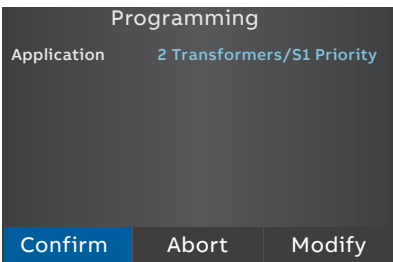 Programming
Application 2 Transformers/S1 Priority
Confirm Abort Modify